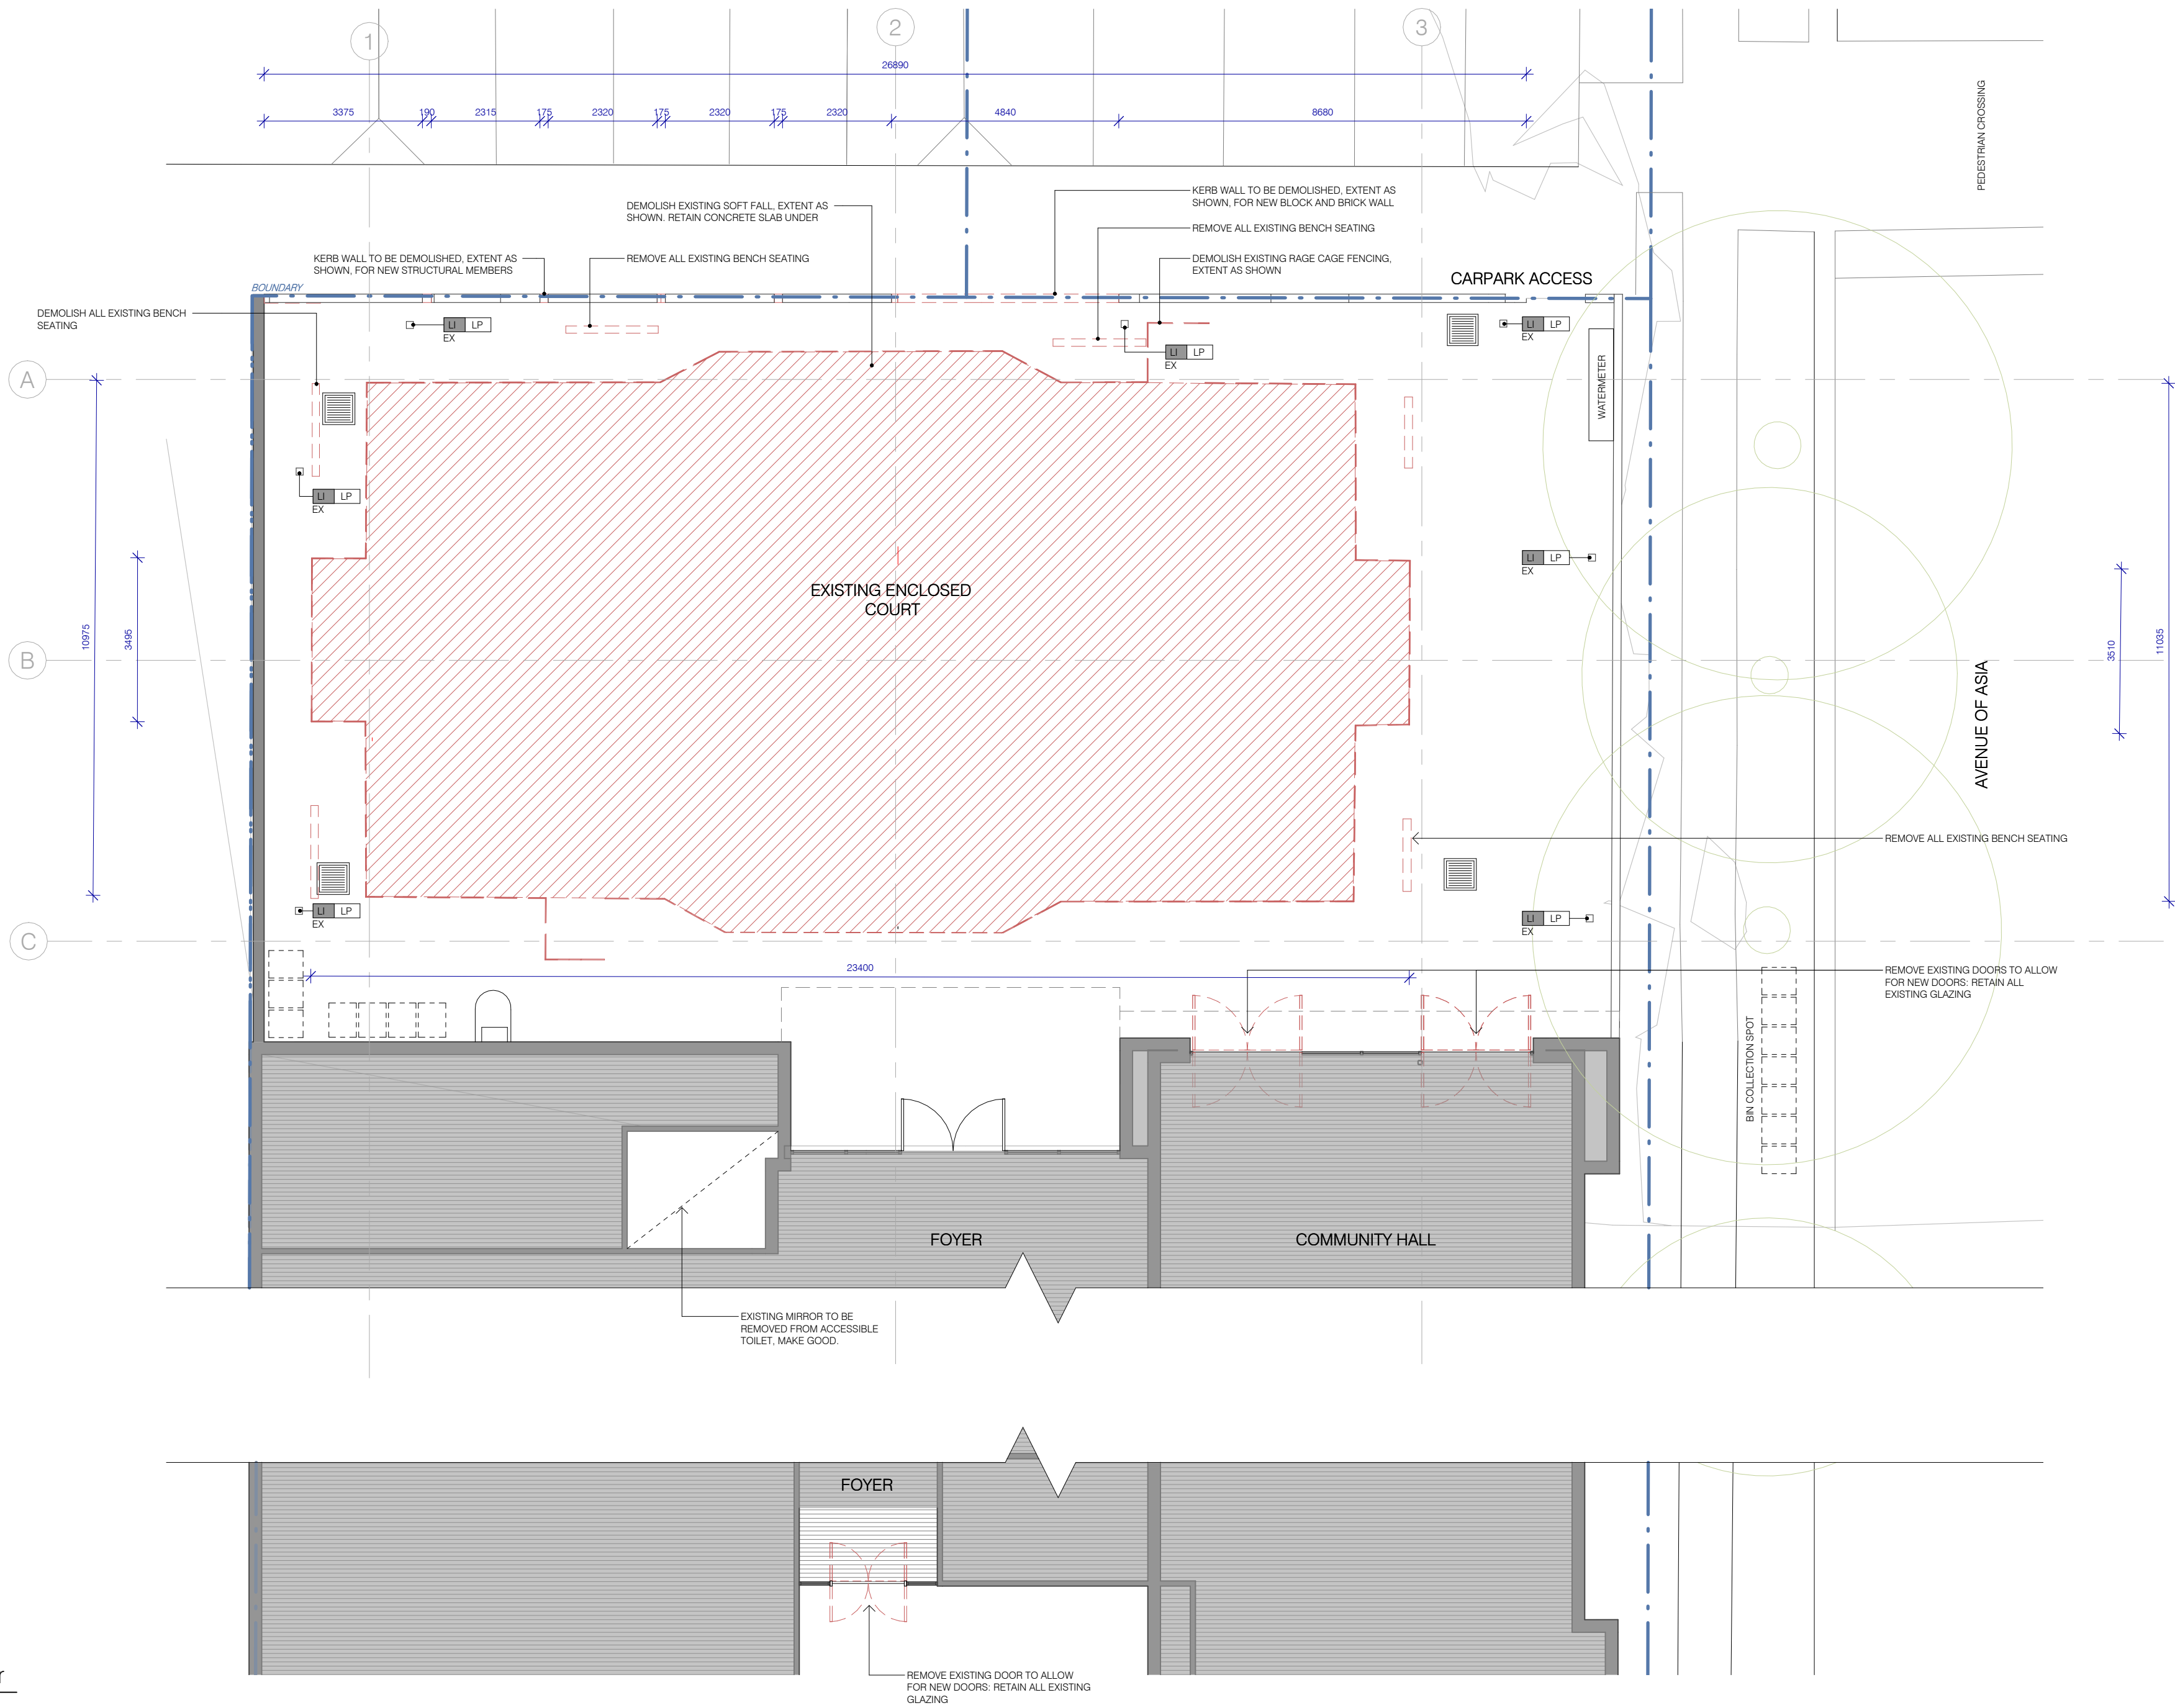 1
2
3
26890
3375
190
2315
175
2320
175
2320
175
2320
4840
8680
PEDESTRIAN CROSSING
KERB WALL TO BE DEMOLISHED, EXTENT AS
SHOWN, FOR NEW BLOCK AND BRICK WALL
DEMOLISH EXISTING SOFT FALL, EXTENT AS
SHOWN. RETAIN CONCRETE SLAB UNDER
REMOVE ALL EXISTING BENCH SEATING
KERB WALL TO BE DEMOLISHED, EXTENT AS
SHOWN, FOR NEW STRUCTURAL MEMBERS
REMOVE ALL EXISTING BENCH SEATING
DEMOLISH EXISTING RAGE CAGE FENCING,
EXTENT AS SHOWN
CARPARK ACCESS
BOUNDARY
DEMOLISH ALL EXISTING BENCH
SEATING
LI LP
EX
LI LP
EX
LI LP
EX
WATERMETER
A
LI LP
EX
LI LP
EX
EXISTING ENCLOSED
COURT
10975
3495
3510
11035
B
AVENUE OF ASIA
REMOVE ALL EXISTING BENCH SEATING
LI LP
EX
LI LP
EX
C
23400
REMOVE EXISTING DOORS TO ALLOW
FOR NEW DOORS: RETAIN ALL
EXISTING GLAZING
BIN COLLECTION SPOT
FOYER
COMMUNITY HALL
EXISTING MIRROR TO BE
REMOVED FROM ACCESSIBLE
TOILET, MAKE GOOD.
FOYER
REMOVE EXISTING DOOR TO ALLOW
FOR NEW DOORS: RETAIN ALL EXISTING
GLAZING
r